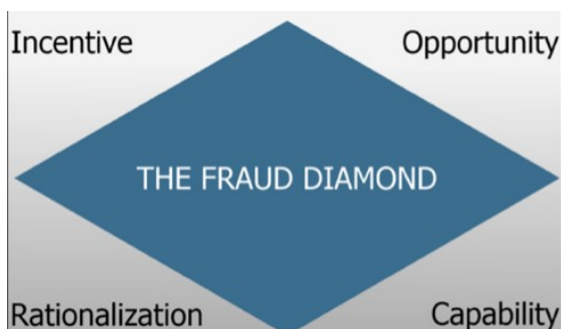 Incentive
Opportunity
THE FRAUD DIAMOND
Rationalization
Capability